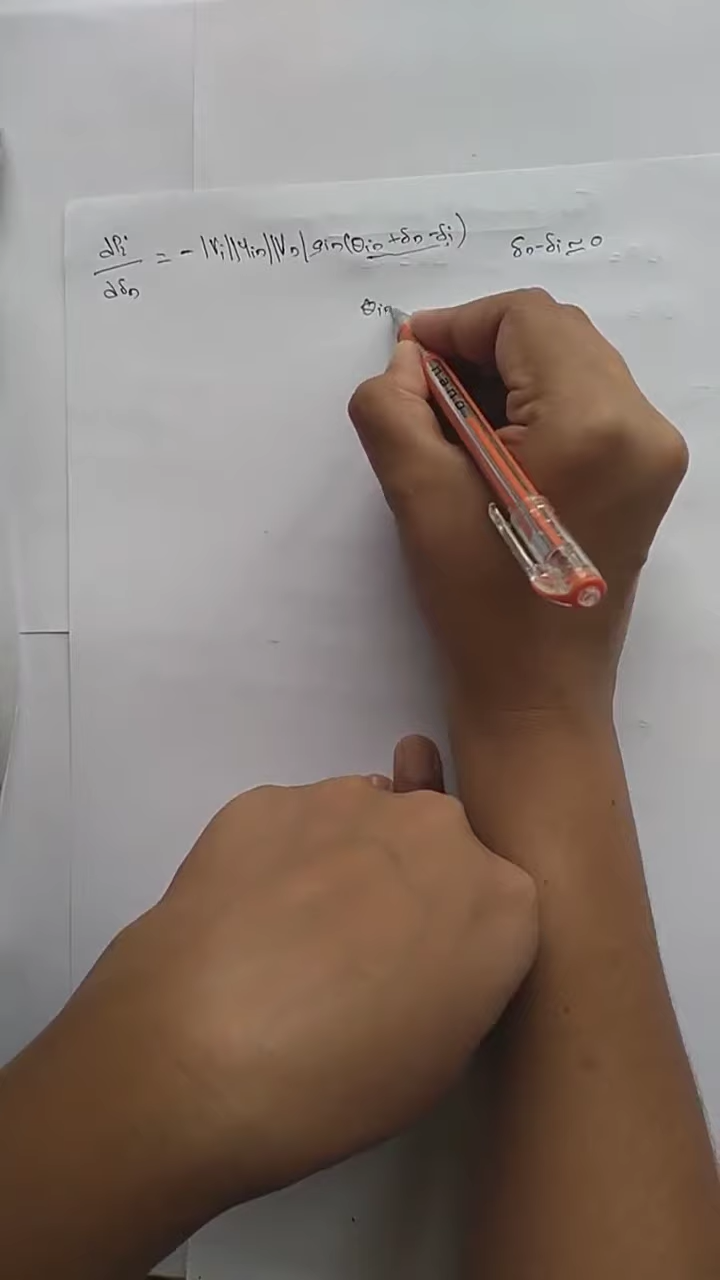 dPi/dδn = - |Vi||Yin||Vn| sin(θin + δn - δi)    δn - δi ≃ 0
θin
nano